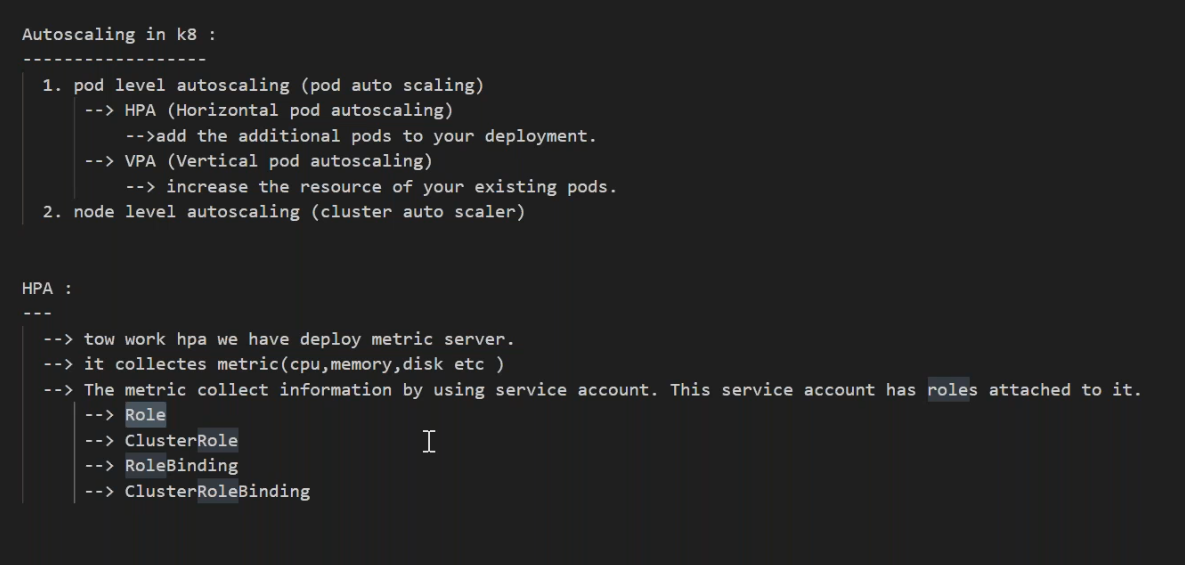 Autoscaling in k8 :
------------------
1. pod level autoscaling (pod auto scaling)
--> HPA (Horizontal pod autoscaling)
-->add the additional pods to your deployment.
--> VPA (Vertical pod autoscaling)
--> increase the resource of your existing pods.
2. node level autoscaling (cluster auto scaler)
HPA :
---
--> tow work hpa we have deploy metric server.
--> it collectes metric(cpu,memory,disk etc )
--> The metric collect information by using service account. This service account has roles attached to it.
--> Role
--> ClusterRole
--> RoleBinding
--> ClusterRoleBinding